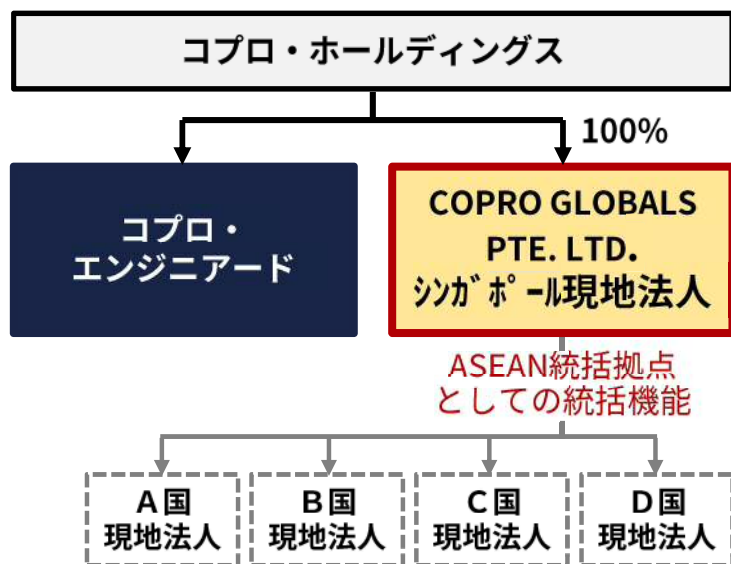 コプロ・ホールディングス
100%
コプロ・
エンジニアード
COPRO GLOBALS
PTE. LTD.
ｼﾝｶﾞﾎﾟｰﾙ現地法人
ASEAN統括拠点
としての統括機能
A国
現地法人
B国
現地法人
C国
現地法人
D国
現地法人